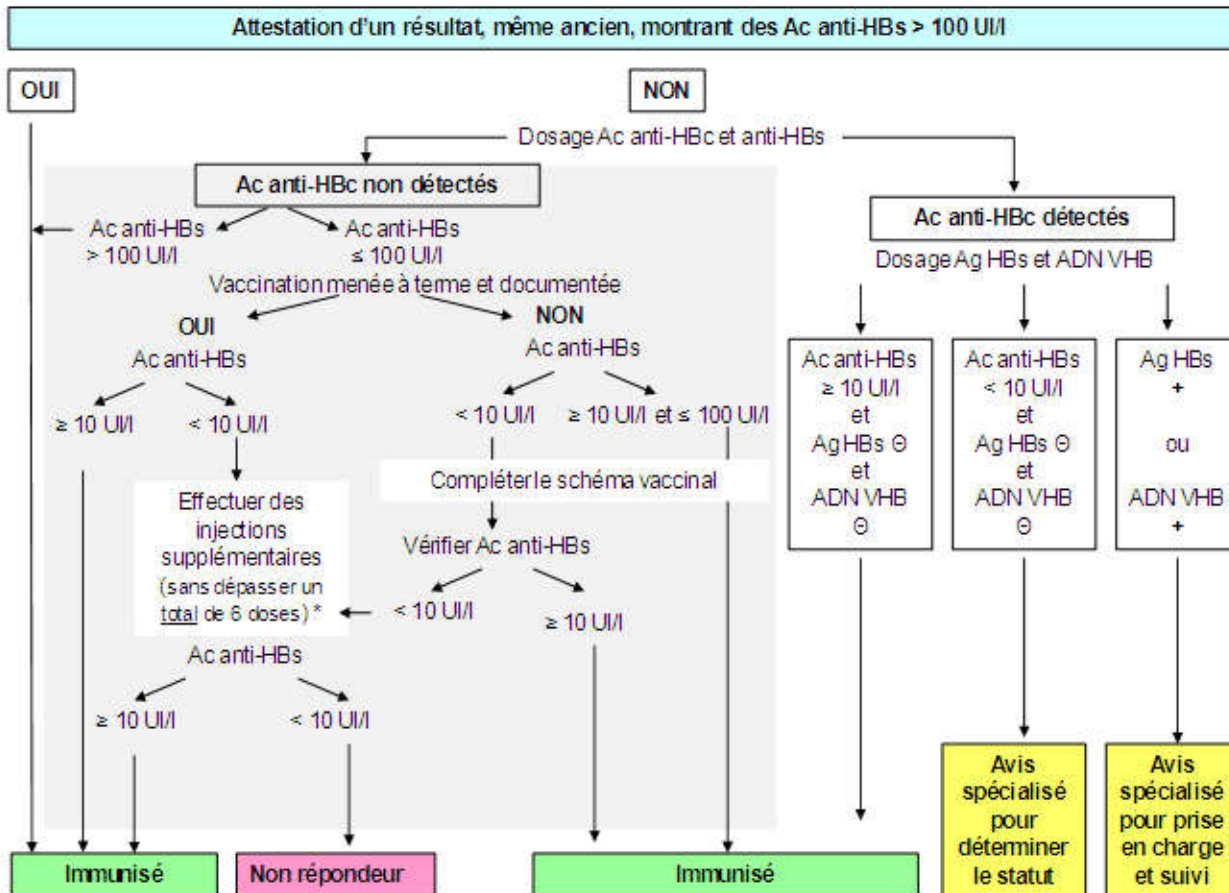 Attestation d'un résultat, même ancien, montrant des Ac anti-HBs > 100 UI/l
OUI
NON
Dosage Ac anti-HBc et anti-HBs
Ac anti-HBc non détectés
Ac anti-HBs
> 100 UI/l
Ac anti-HBs
≤ 100 UI/l
Vaccination menée à terme et documentée
OUI
Ac anti-HBs
≥ 10 UI/l
< 10 UI/l
NON
Ac anti-HBs
< 10 UI/l
≥ 10 UI/l et ≤ 100 UI/l
Effectuer des
injections
supplémentaires
(sans dépasser un
total de 6 doses) *
Compléter le schéma vaccinal
Vérifier Ac anti-HBs
< 10 UI/l
≥ 10 UI/l
Ac anti-HBs
≥ 10 UI/l
< 10 UI/l
Ac anti-HBc détectés
Dosage Ag HBs et ADN VHB
Ac anti-HBs
≥ 10 UI/l
et
Ag HBs Θ
et
ADN VHB
Θ
Ac anti-HBs
< 10 UI/l
et
Ag HBs Θ
et
ADN VHB
Θ
Ag HBs
+
ou
ADN VHB
+
Immunisé
Non répondeur
Immunisé
Avis
spécialisé
pour
déterminer
le statut
Avis
spécialisé
pour prise
en charge
et suivi